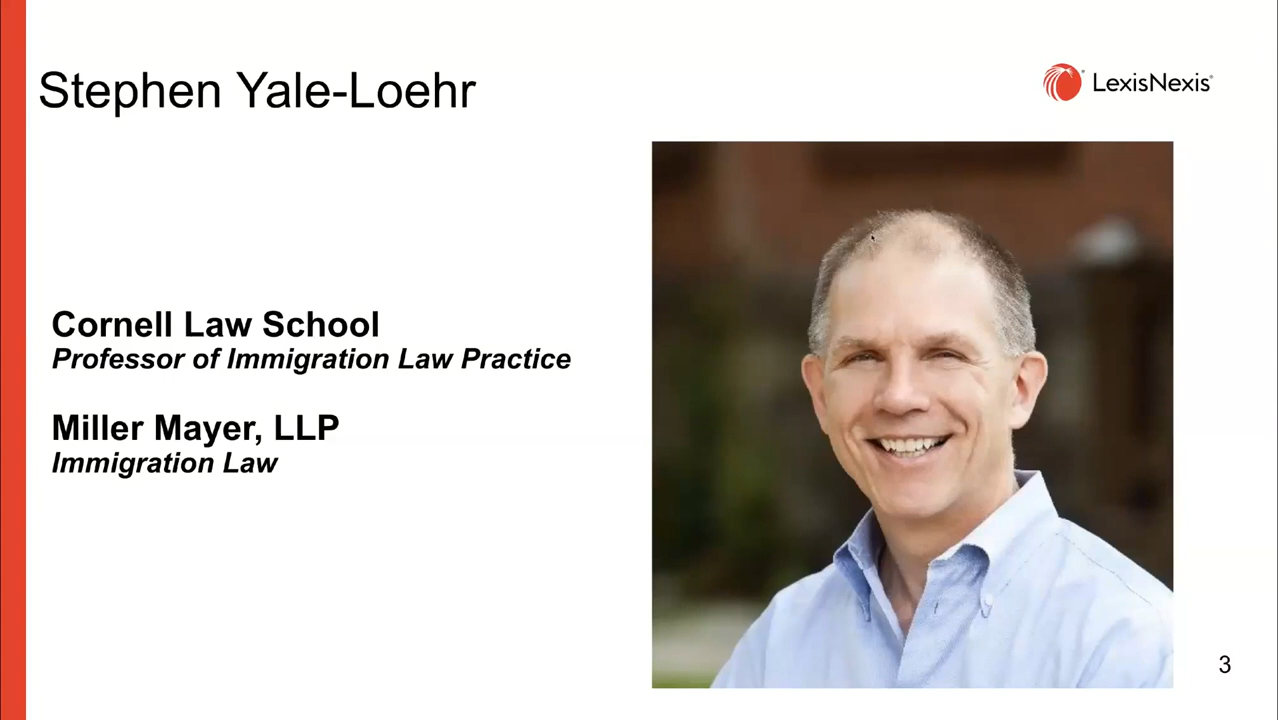 Stephen Yale-Loehr
LexisNexis®
Cornell Law School
Professor of Immigration Law Practice
Miller Mayer, LLP
Immigration Law
3